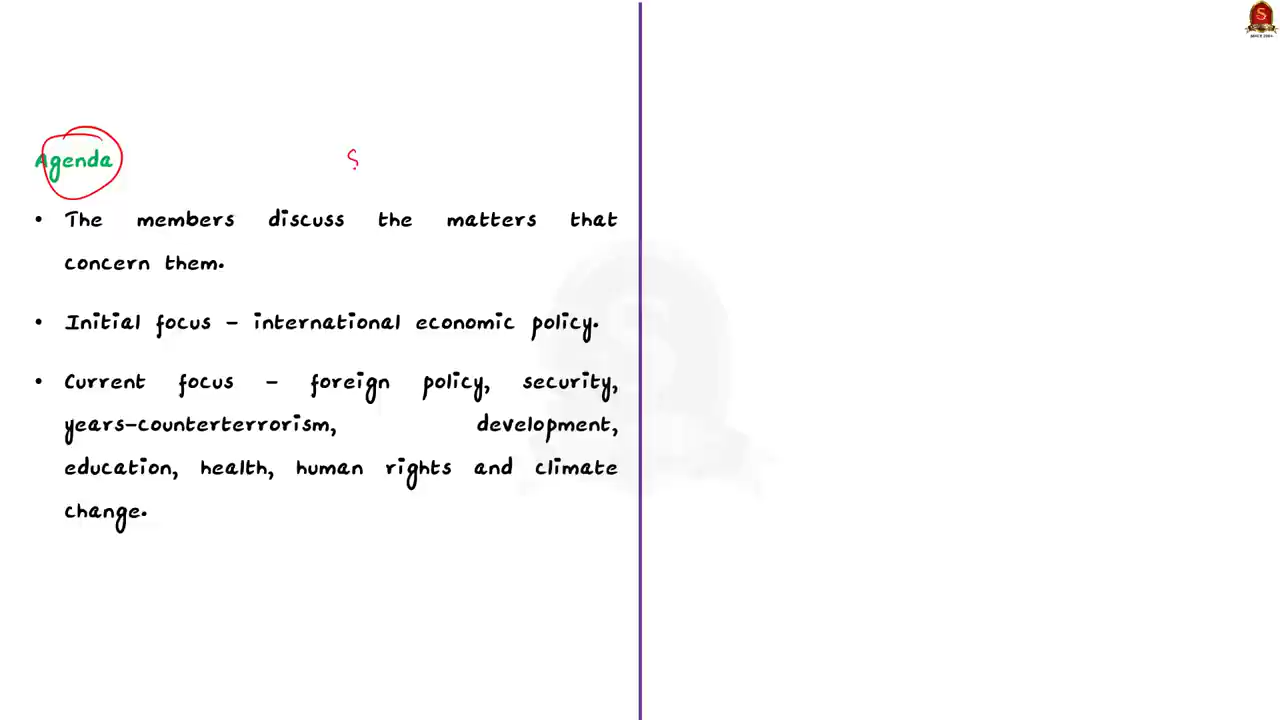 Agenda
S
• The members discuss the matters that
concern them.
• Initial focus – international economic policy.
• Current focus – foreign policy, security,
years-counterterrorism, development,
education, health, human rights and climate
change.